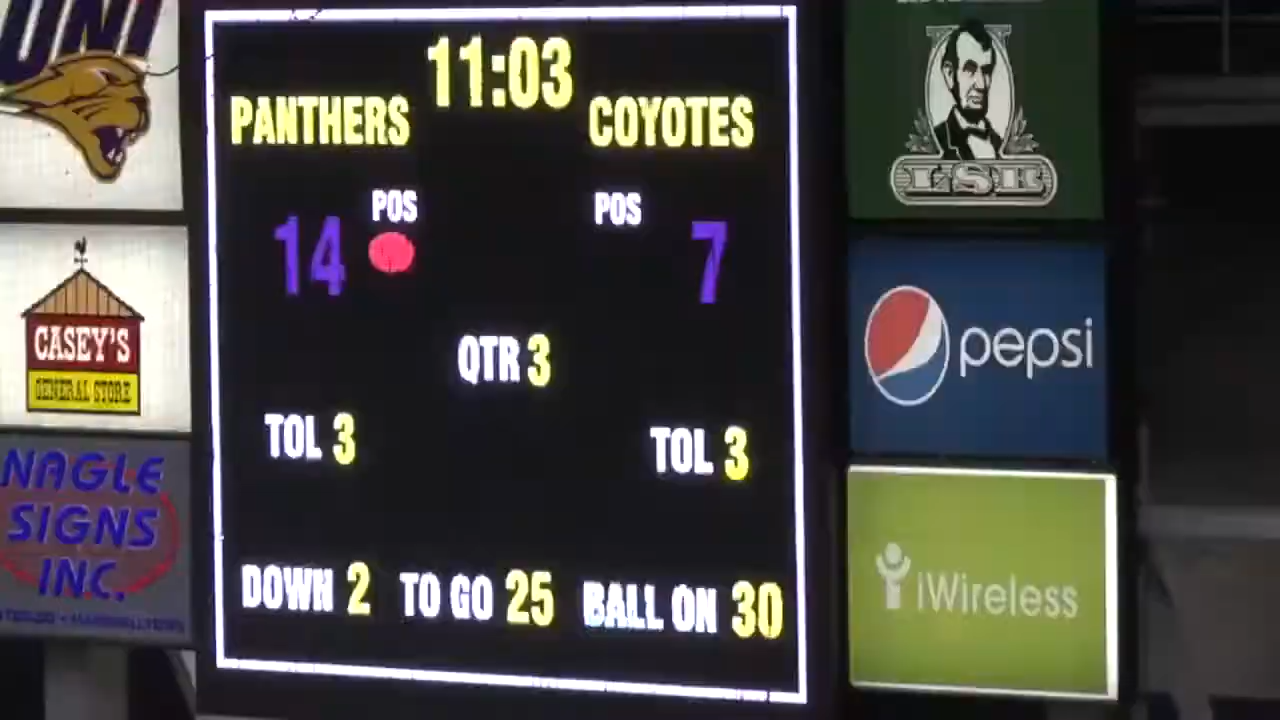 UNI
11:03
PANTHERS
COYOTES
POS
POS
14
7
QTR 3
TOL 3
TOL 3
DOWN 2 TO GO 25 BALL ON 30
CASEY'S
GENERAL STORE
NAGLE
SIGNS
INC.
LSB
pepsi
iWireless